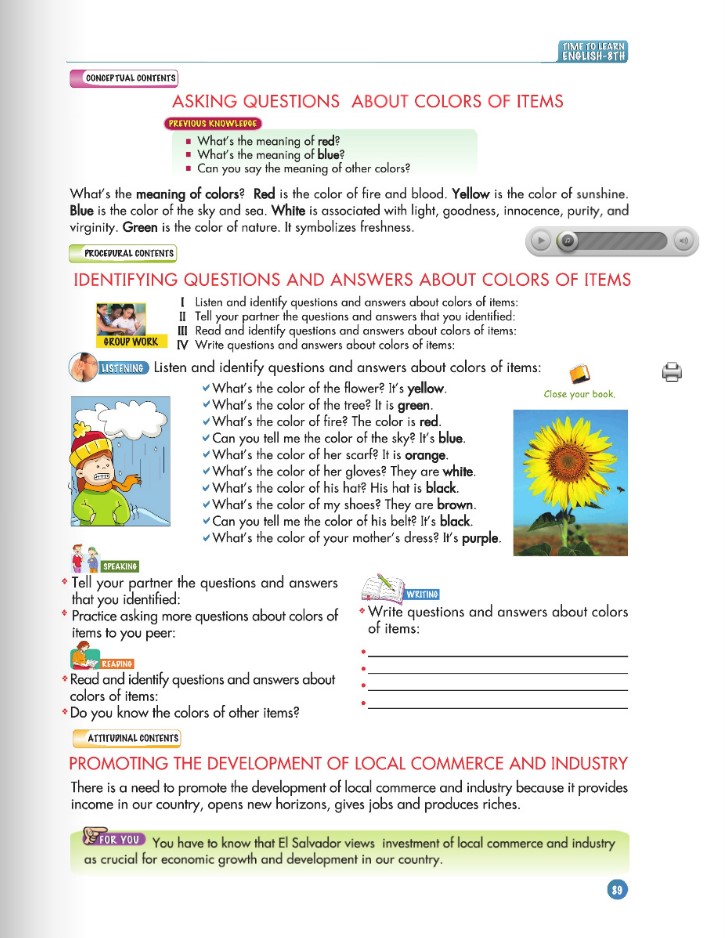 TIME TO LEARN
ENGLISH-8TH
CONCEPTUAL CONTENTS
ASKING QUESTIONS ABOUT COLORS OF ITEMS
PREVIOUS KNOWLEDGE
What's the meaning of red?
What's the meaning of blue?
Can you say the meaning of other colors?
What's the meaning of colors? Red is the color of fire and blood. Yellow is the color of sunshine.
Blue is the color of the sky and sea. White is associated with light, goodness, innocence, purity, and
virginity. Green is the color of nature. It symbolizes freshness.
PROCEDURAL CONTENTS
IDENTIFYING QUESTIONS AND ANSWERS ABOUT COLORS OF ITEMS
I Listen and identify questions and answers about colors of items:
II Tell your partner the questions and answers that you identified:
III Read and identify questions and answers about colors of items:
IV Write questions and answers about colors of items:
GROUP WORK
LISTENING Listen and identify questions and answers about colors of items:
Close your book.
What's the color of the flower? It's yellow.
What's the color of the tree? It is green.
What's the color of fire? The color is red.
Can you tell me the color of the sky? It's blue.
What's the color of her scarf? It is orange.
What's the color of her gloves? They are white.
What's the color of his hat? His hat is black.
What's the color of my shoes? They are brown.
Can you tell me the color of his belt? It's black.
What's the color of your mother's dress? It's purple.
SPEAKING
Tell your partner the questions and answers
that you identified:
Practice asking more questions about colors of
items to you peer:
READING
Read and identify questions and answers about
colors of items:
Do you know the colors of other items?
WRITING
Write questions and answers about colors
of items:
ATTITUDINAL CONTENTS
PROMOTING THE DEVELOPMENT OF LOCAL COMMERCE AND INDUSTRY
There is a need to promote the development of local commerce and industry because it provides
income in our country, opens new horizons, gives jobs and produces riches.
FOR YOU You have to know that El Salvador views investment of local commerce and industry
as crucial for economic growth and development in our country.
89